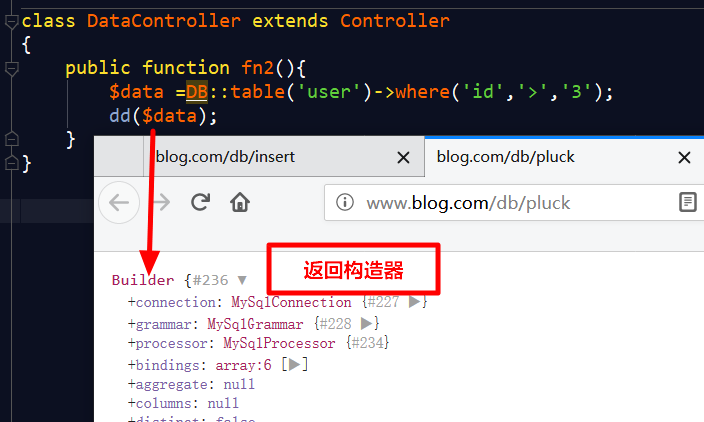 class DataController extends Controller
{
public function fn2(){
$data =DB::table('user')->where('id','>','3');
dd($data);
}
}
blog.com/db/insert
blog.com/db/pluck
www.blog.com/db/pluck
返回构造器
Builder {#236 ▼
+connection: MySqlConnection {#227 ▶}
+grammar: MySqlGrammar {#228 ▶}
+processor: MySqlProcessor {#234}
+bindings: array:6 [▶]
+aggregate: null
+columns: null
+distinct: false